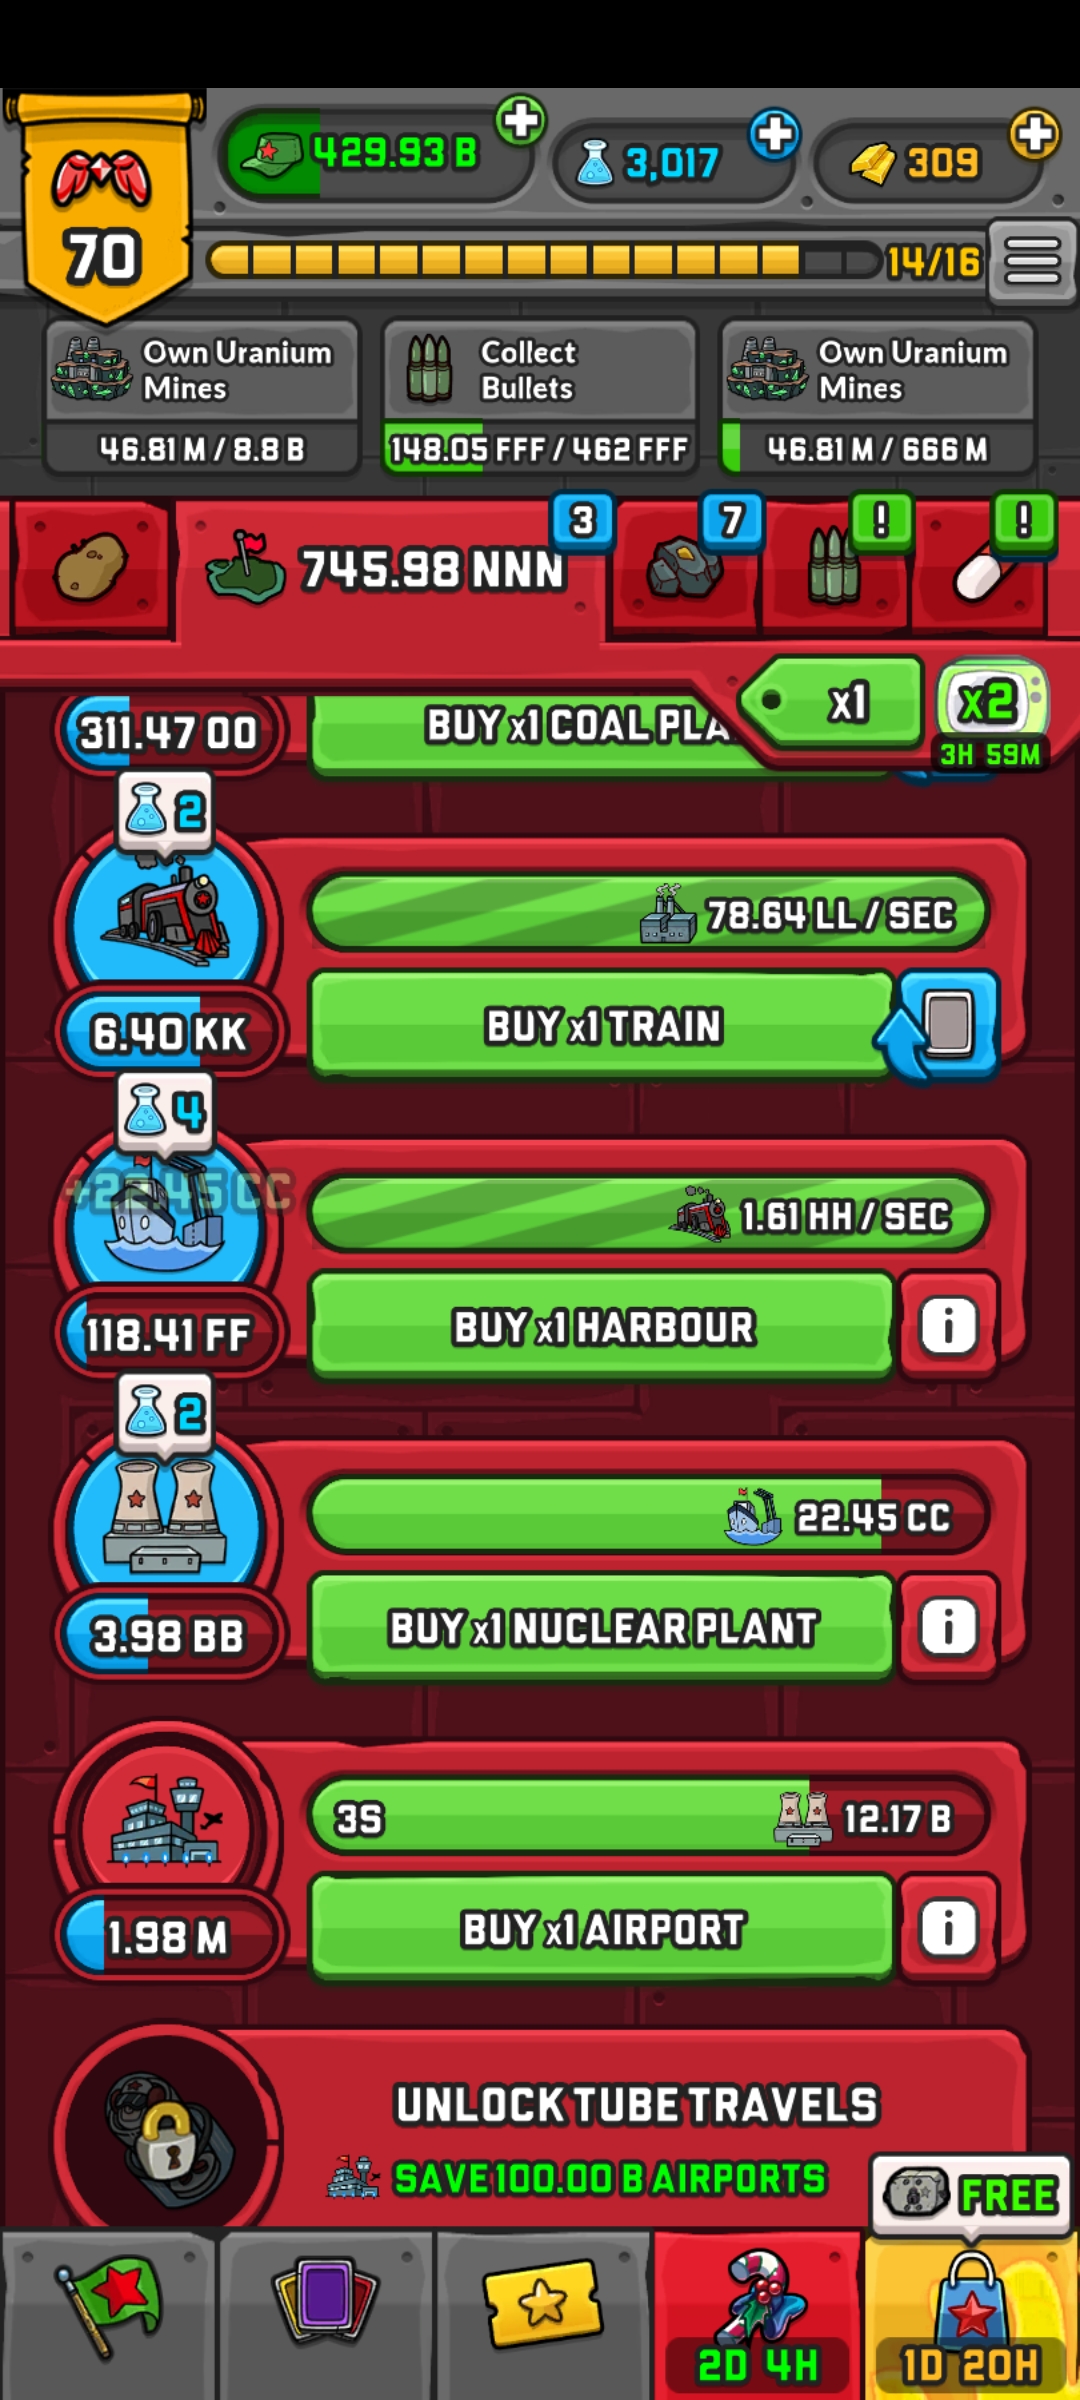 429.93 B
3,017
309
70
14/16
Own Uranium
Mines
46.81 M / 8.8 B
Collect
Bullets
148.05 FFF / 462 FFF
Own Uranium
Mines
46.81 M / 666 M
745.98 NNN
3
7
!
!
x1
x2
3H 59M
311.47 OO
BUY x1 COAL PLA
2
78.64 LL / SEC
6.40 KK
BUY x1 TRAIN
4
+22.45 CC
1.61 HH / SEC
118.41 FF
BUY x1 HARBOUR
i
2
22.45 CC
3.98 BB
BUY x1 NUCLEAR PLANT
i
3S
12.17 B
1.98 M
BUY x1 AIRPORT
i
UNLOCK TUBE TRAVELS
SAVE 100.00 B AIRPORTS
FREE
2D 4H
1D 20H